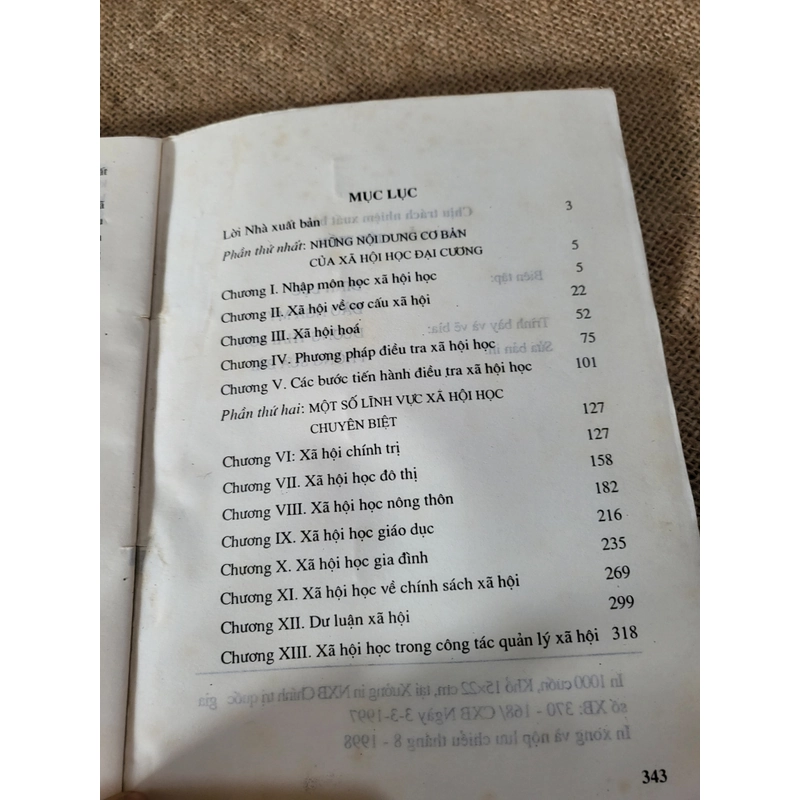 MỤC LỤC
Lời Nhà xuất bản 3
Phần thứ nhất: NHỮNG NỘI DUNG CƠ BẢN
CỦA XÃ HỘI HỌC ĐẠI CƯƠNG 5
Chương I. Nhập môn học xã hội học 5
Chương II. Xã hội về cơ cấu xã hội 22
Chương III. Xã hội hoá 52
Chương IV. Phương pháp điều tra xã hội học 75
Chương V. Các bước tiến hành điều tra xã hội học 101
Phần thứ hai: MỘT SỐ LĨNH VỰC XÃ HỘI HỌC
CHUYÊN BIỆT 127
Chương VI: Xã hội chính trị 127
Chương VII. Xã hội học đô thị 158
Chương VIII. Xã hội học nông thôn 182
Chương IX. Xã hội học giáo dục 216
Chương X. Xã hội học gia đình 235
Chương XI. Xã hội học về chính sách xã hội 269
Chương XII. Dư luận xã hội 299
Chương XIII. Xã hội học trong công tác quản lý xã hội 318
In 1000 cuốn, Khổ 15x22 cm, tại Xưởng in NXB Chính trị quốc gia
số XB: 370 - 168/ CXB Ngày 3-3-1997
In xong và nộp lưu chiểu tháng 8 - 1998
343